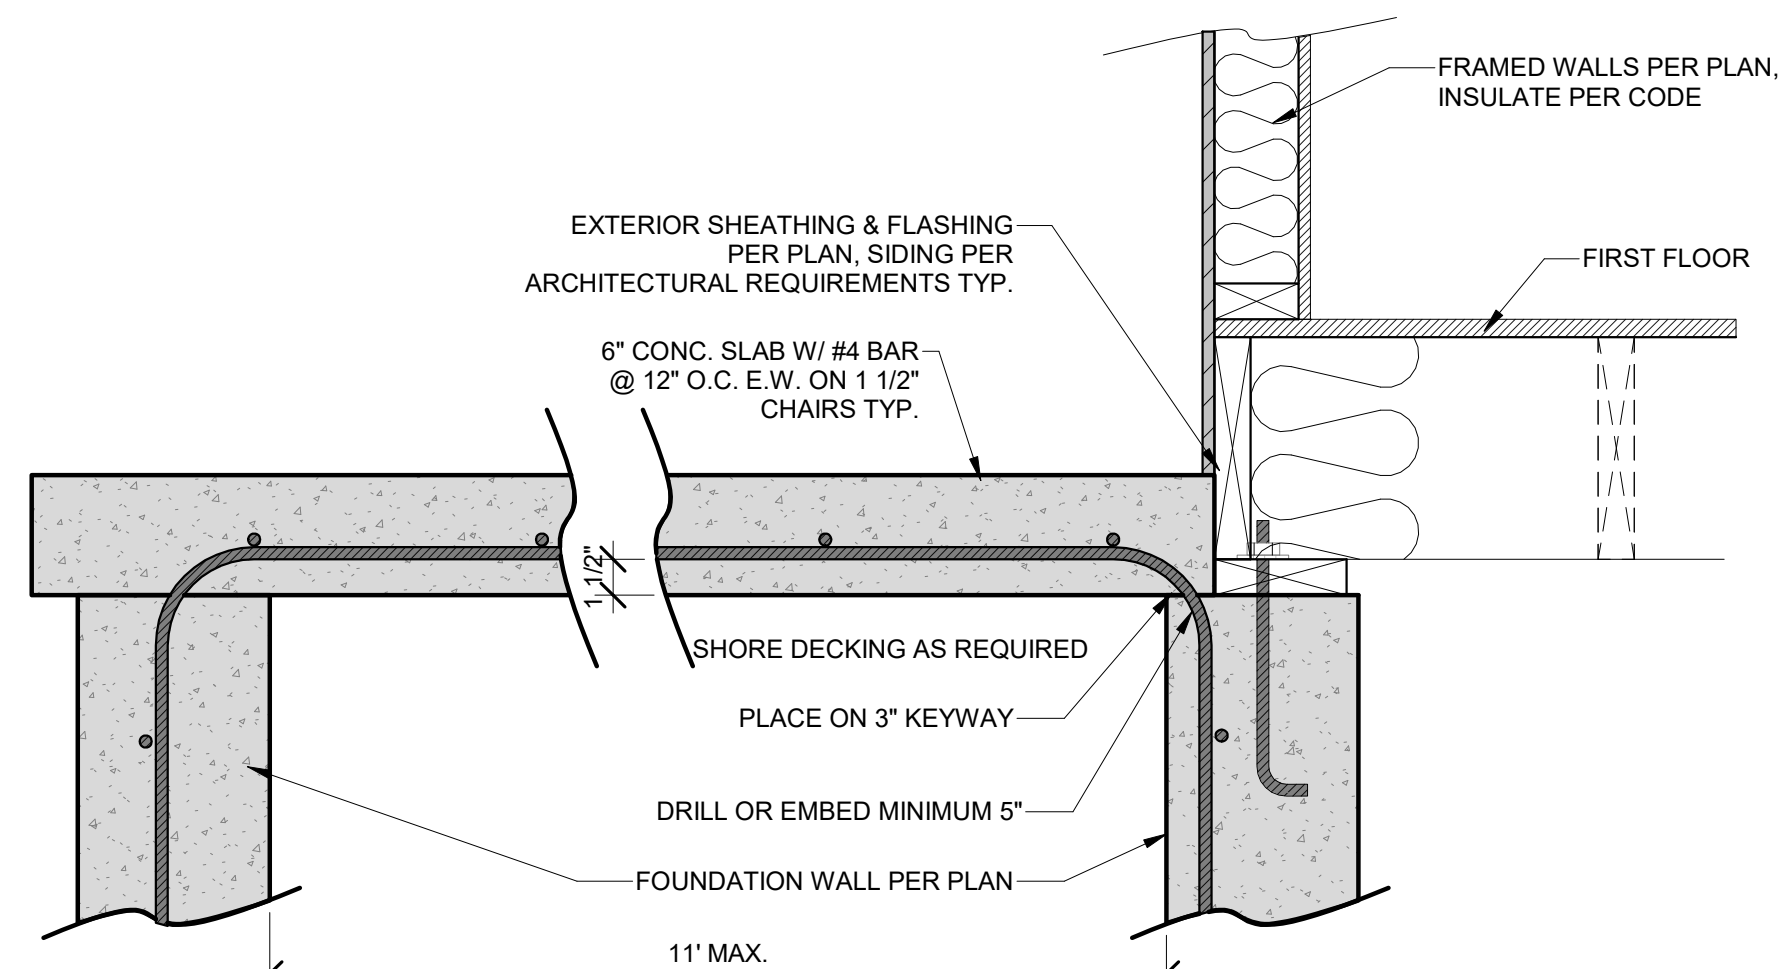 FRAMED WALLS PER PLAN,
INSULATE PER CODE
EXTERIOR SHEATHING & FLASHING
PER PLAN, SIDING PER
ARCHITECTURAL REQUIREMENTS TYP.
FIRST FLOOR
6" CONC. SLAB W/ #4 BAR
@ 12" O.C. E.W. ON 1 1/2"
CHAIRS TYP.
1 1/2"
SHORE DECKING AS REQUIRED
PLACE ON 3" KEYWAY
DRILL OR EMBED MINIMUM 5"
FOUNDATION WALL PER PLAN
11' MAX.